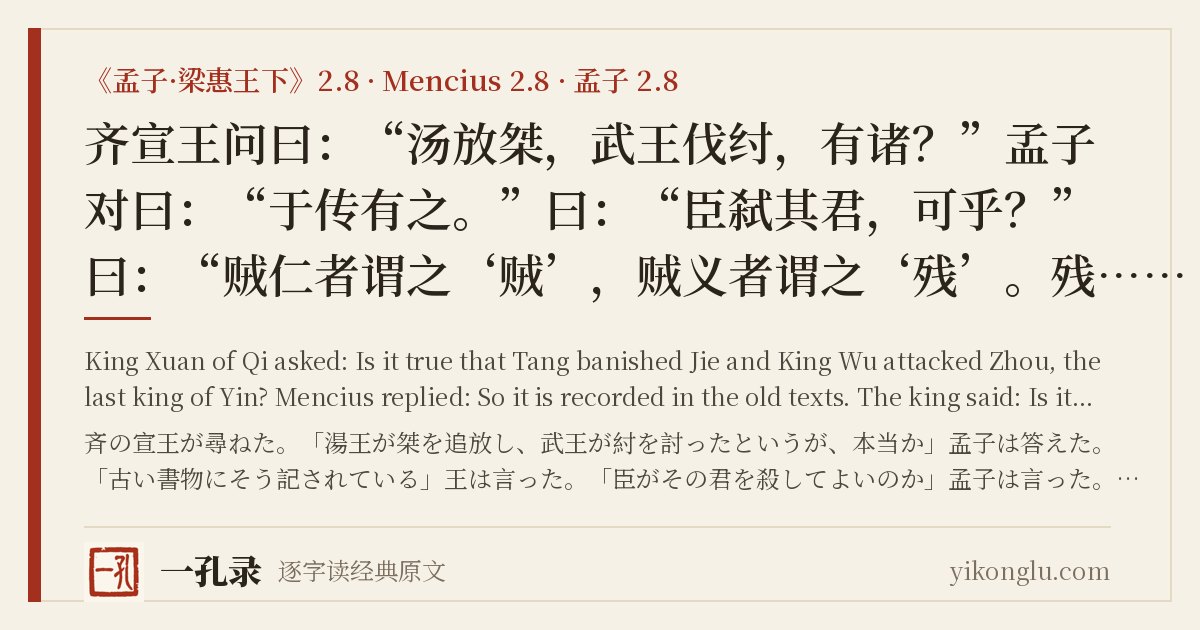 《孟子·梁惠王下》2.8 · Mencius 2.8 · 孟子 2.8
齐宣王问曰：“汤放桀，武王伐纣，有诸？”孟子
对曰：“于传有之。”曰：“臣弑其君，可乎？”
曰：“贼仁者谓之‘贼’，贼义者谓之‘残’。残……
King Xuan of Qi asked: Is it true that Tang banished Jie and King Wu attacked Zhou, the
last king of Yin? Mencius replied: So it is recorded in the old texts. The king said: Is it…
斉の宣王が尋ねた。「湯王が桀を追放し、武王が紂を討ったというが、本当か」孟子は答えた。
「古い書物にそう記されている」王は言った。「臣がその君を殺してよいのか」孟子は言った。…
一孔
一孔录 逐字读经典原文
yikonglu.com